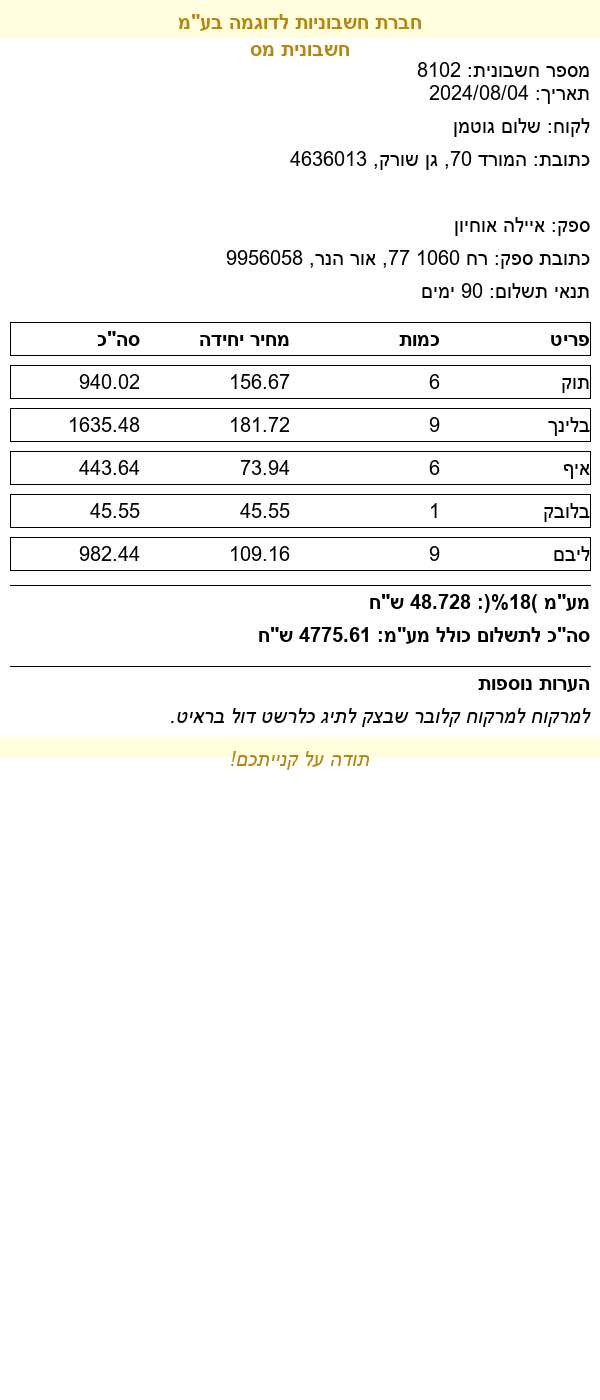 חברת חשבוניות לדוגמה בע"מ
חשבונית מס
מספר חשבונית: 8102
תאריך: 2024/08/04
לקוח: שלום גוטמן
כתובת: המורד 70, גן שורק, 4636013
ספק: איילה אוחיון
כתובת ספק: רח 1060 77, אור הנר, 9956058
תנאי תשלום: 90 ימים
פריט כמות מחיר יחידה סה"כ
תוק 6 156.67 940.02
בלינך 9 181.72 1635.48
איף 6 73.94 443.64
בלובק 1 45.55 45.55
ליבם 9 109.16 982.44
מע"מ )18%(: 48.728 ש"ח
סה"כ לתשלום כולל מע"מ: 4775.61 ש"ח
הערות נוספות
למרקוח למרקוח קלובר שבצק לתיג כלרשט דול בראיט.
תודה על קנייתכם!